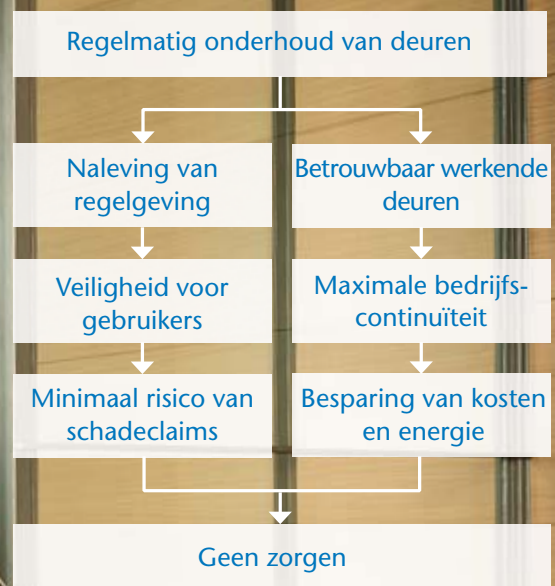 Regelmatig onderhoud van deuren
Naleving van
regelgeving
Betrouwbaar werkende
deuren
Veiligheid voor
gebruikers
Maximale bedrijfs-
continuïteit
Minimaal risico van
schadeclaims
Besparing van kosten
en energie
Geen zorgen